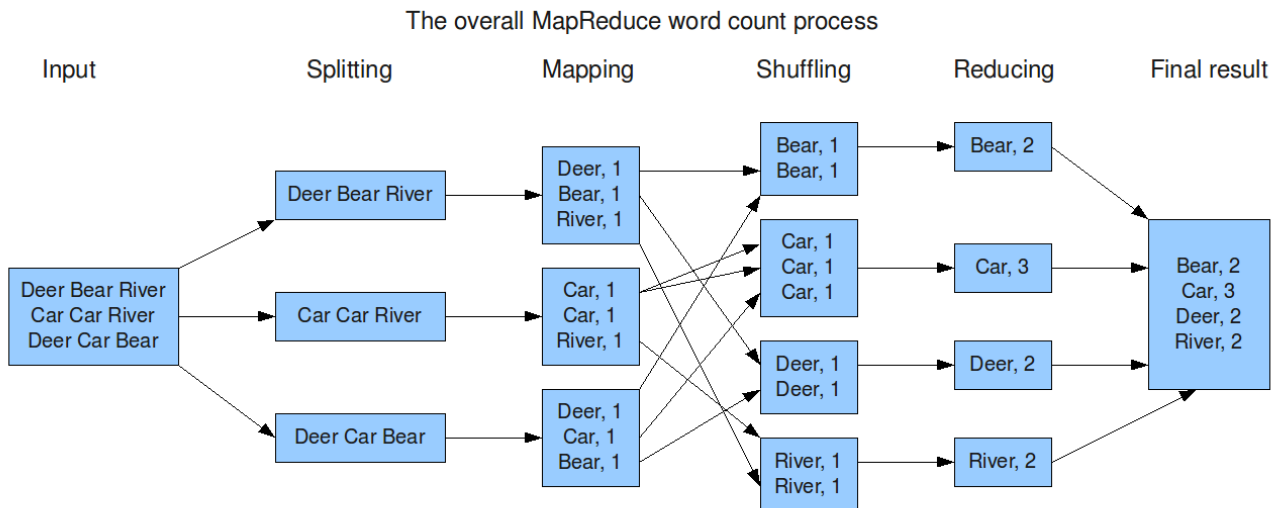 The overall MapReduce word count process
Input
Splitting
Mapping
Shuffling
Reducing
Final result
Deer Bear River
Car Car River
Deer Car Bear
Deer Bear River
Car Car River
Deer Car Bear
Deer, 1
Bear, 1
River, 1
Car, 1
Car, 1
River, 1
Deer, 1
Car, 1
Bear, 1
Bear, 1
Bear, 1
Car, 1
Car, 1
Car, 1
Deer, 1
Deer, 1
River, 1
River, 1
Bear, 2
Car, 3
Deer, 2
River, 2
Bear, 2
Car, 3
Deer, 2
River, 2